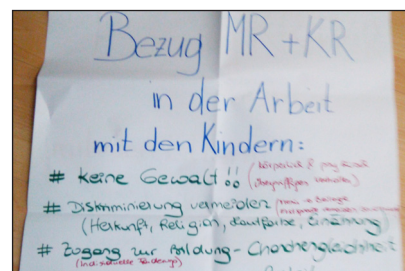 Bezug MR + KR
in der Arbeit
mit den Kindern:
# Keine Gewalt !! (körperlich & psychisch
# Diskriminierung vermeiden
(Herkunft, Religion, Hautfarbe, Ernährung)
# Zugang zur Bildung - Chancengleichheit